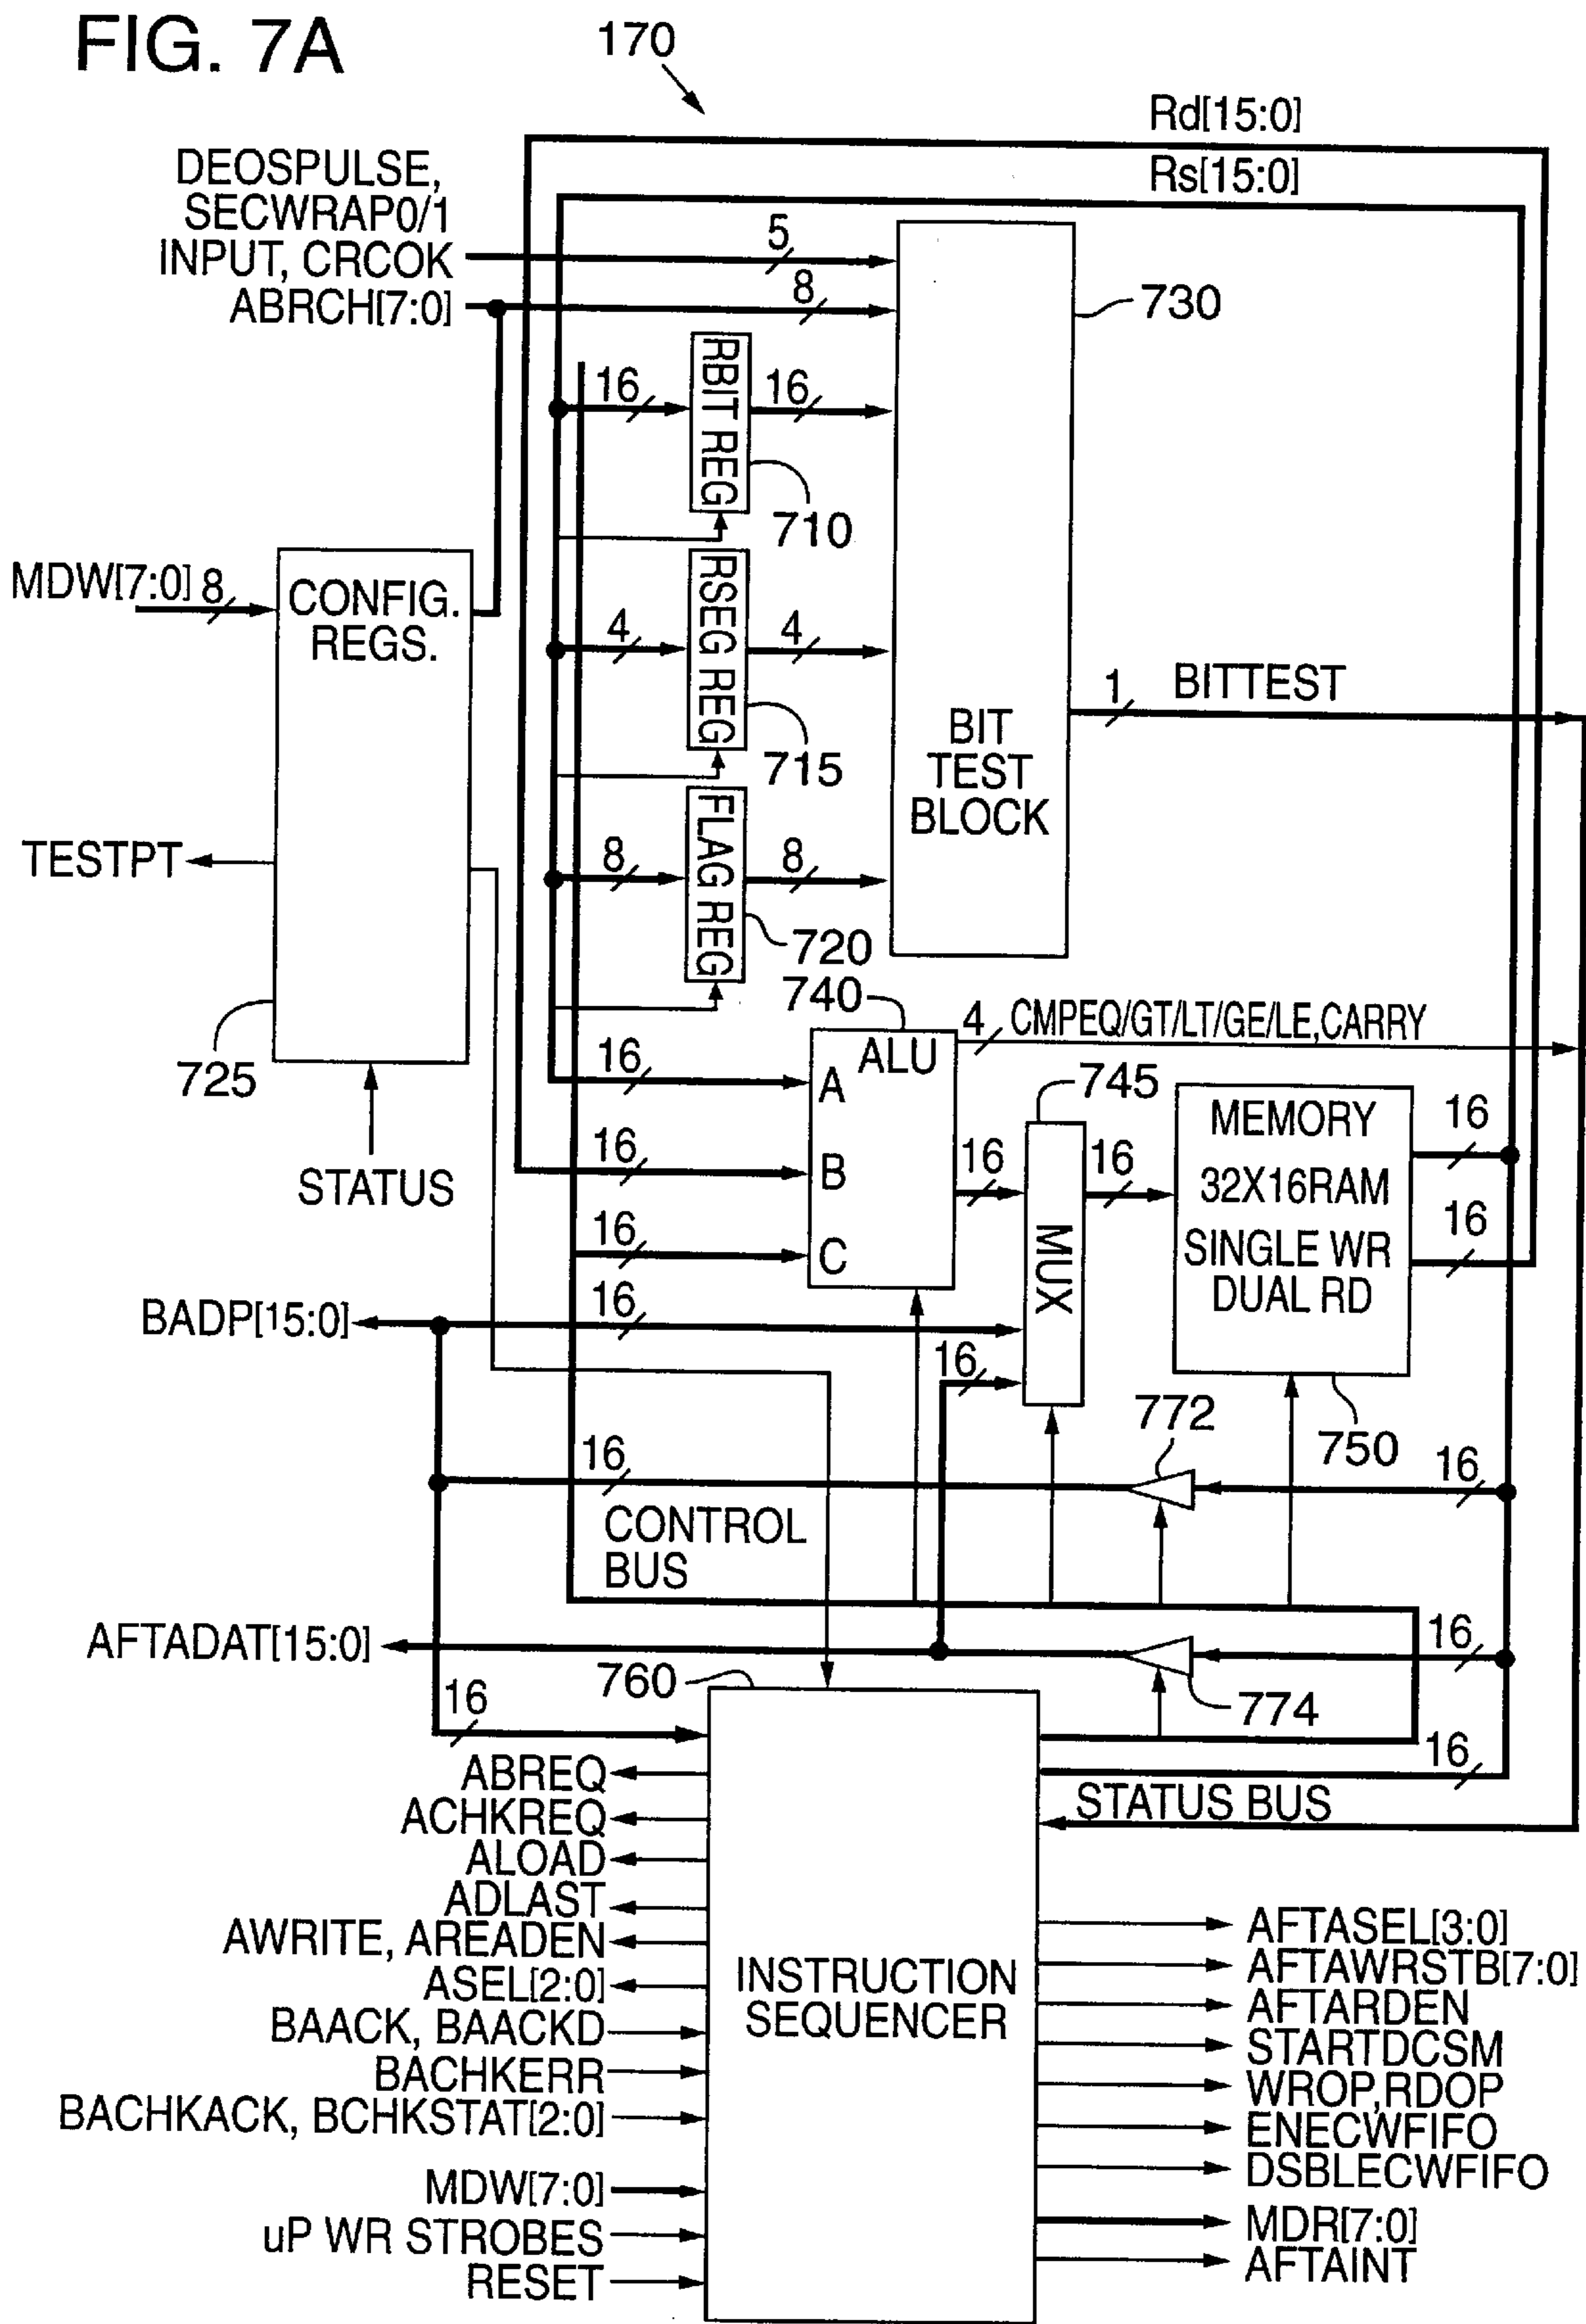 FIG. 7A
170
Rd[15:0]
Rs[15:0]
DEOSPULSE,
SECWRAP0/1
INPUT, CRCOK
ABRCH[7:0]
5
8
730
16
RBIT REG
16
710
MDW[7:0]
8
CONFIG.
REGS.
4
RSEG REG
4
715
1
BITTEST
BIT
TEST
BLOCK
TESTPT
8
FLAG REG
8
720
725
STATUS
740
4
CMPEQ/GT/LT/GE/LE,CARRY
16
A
ALU
745
16
B
16
C
16
MUX
16
MEMORY
32X16RAM
SINGLE WR
DUAL RD
16
16
750
BADP[15:0]
16
16
772
16
16
CONTROL
BUS
AFTADAT[15:0]
16
774
760
16
16
STATUS BUS
ABREQ
ACHKREQ
ALOAD
ADLAST
AWRITE, AREADEN
ASEL[2:0]
BAACK, BAACKD
BACHKERR
BACHKACK, BCHKSTAT[2:0]
MDW[7:0]
uP WR STROBES
RESET
INSTRUCTION
SEQUENCER
AFTASEL[3:0]
AFTAWRSTB[7:0]
AFTARDEN
STARTDCSM
WROP,RDOP
ENECWFIFO
DSBLECWFIFO
MDR[7:0]
AFTAINT